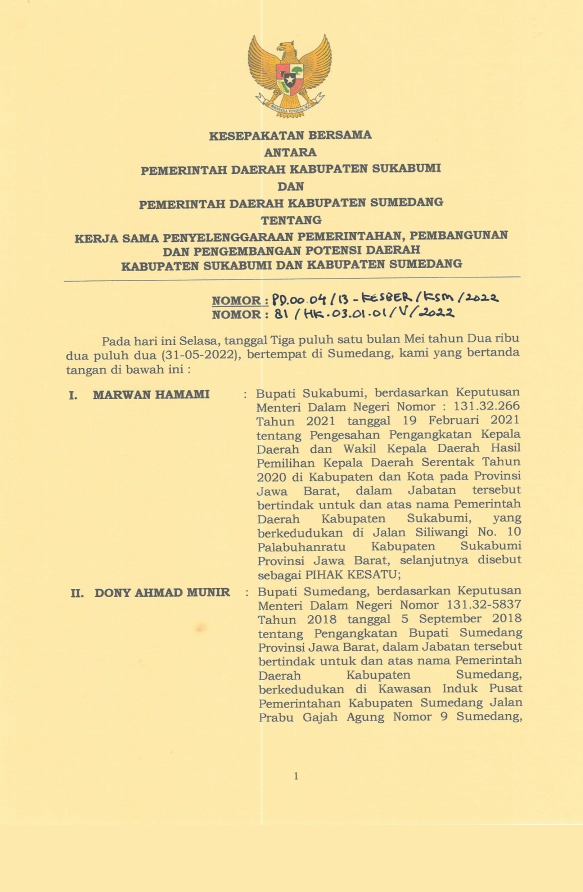 KESEPAKATAN BERSAMA
ANTARA
PEMERINTAH DAERAH KABUPATEN SUKABUMI
DAN
PEMERINTAH DAERAH KABUPATEN SUMEDANG
TENTANG
KERJA SAMA PENYELENGGARAAN PEMERINTAHAN, PEMBANGUNAN
DAN PENGEMBANGAN POTENSI DAERAH
KABUPATEN SUKABUMI DAN KABUPATEN SUMEDANG
NOMOR : PD.00.04/13-KESBER/KSM/2022
NOMOR : 81/HK.03.01.01/V/2022
Pada hari ini Selasa, tanggal Tiga puluh satu bulan Mei tahun Dua ribu
dua puluh dua (31-05-2022), bertempat di Sumedang, kami yang bertanda
tangan di bawah ini :
I. MARWAN HAMAMI : Bupati Sukabumi, berdasarkan Keputusan
Menteri Dalam Negeri Nomor : 131.32.266
Tahun 2021 tanggal 19 Februari 2021
tentang Pengesahan Pengangkatan Kepala
Daerah dan Wakil Kepala Daerah Hasil
Pemilihan Kepala Daerah Serentak Tahun
2020 di Kabupaten dan Kota pada Provinsi
Jawa Barat, dalam Jabatan tersebut
bertindak untuk dan atas nama Pemerintah
Daerah Kabupaten Sukabumi, yang
berkedudukan di Jalan Siliwangi No. 10
Palabuhanratu Kabupaten Sukabumi
Provinsi Jawa Barat, selanjutnya disebut
sebagai PIHAK KESATU;
II. DONY AHMAD MUNIR : Bupati Sumedang, berdasarkan Keputusan
Menteri Dalam Negeri Nomor 131.32-5837
Tahun 2018 tanggal 5 September 2018
tentang Pengangkatan Bupati Sumedang
Provinsi Jawa Barat, dalam Jabatan tersebut
bertindak untuk dan atas nama Pemerintah
Daerah Kabupaten Sumedang,
berkedudukan di Kawasan Induk Pusat
Pemerintahan Kabupaten Sumedang Jalan
Prabu Gajah Agung Nomor 9 Sumedang,
1